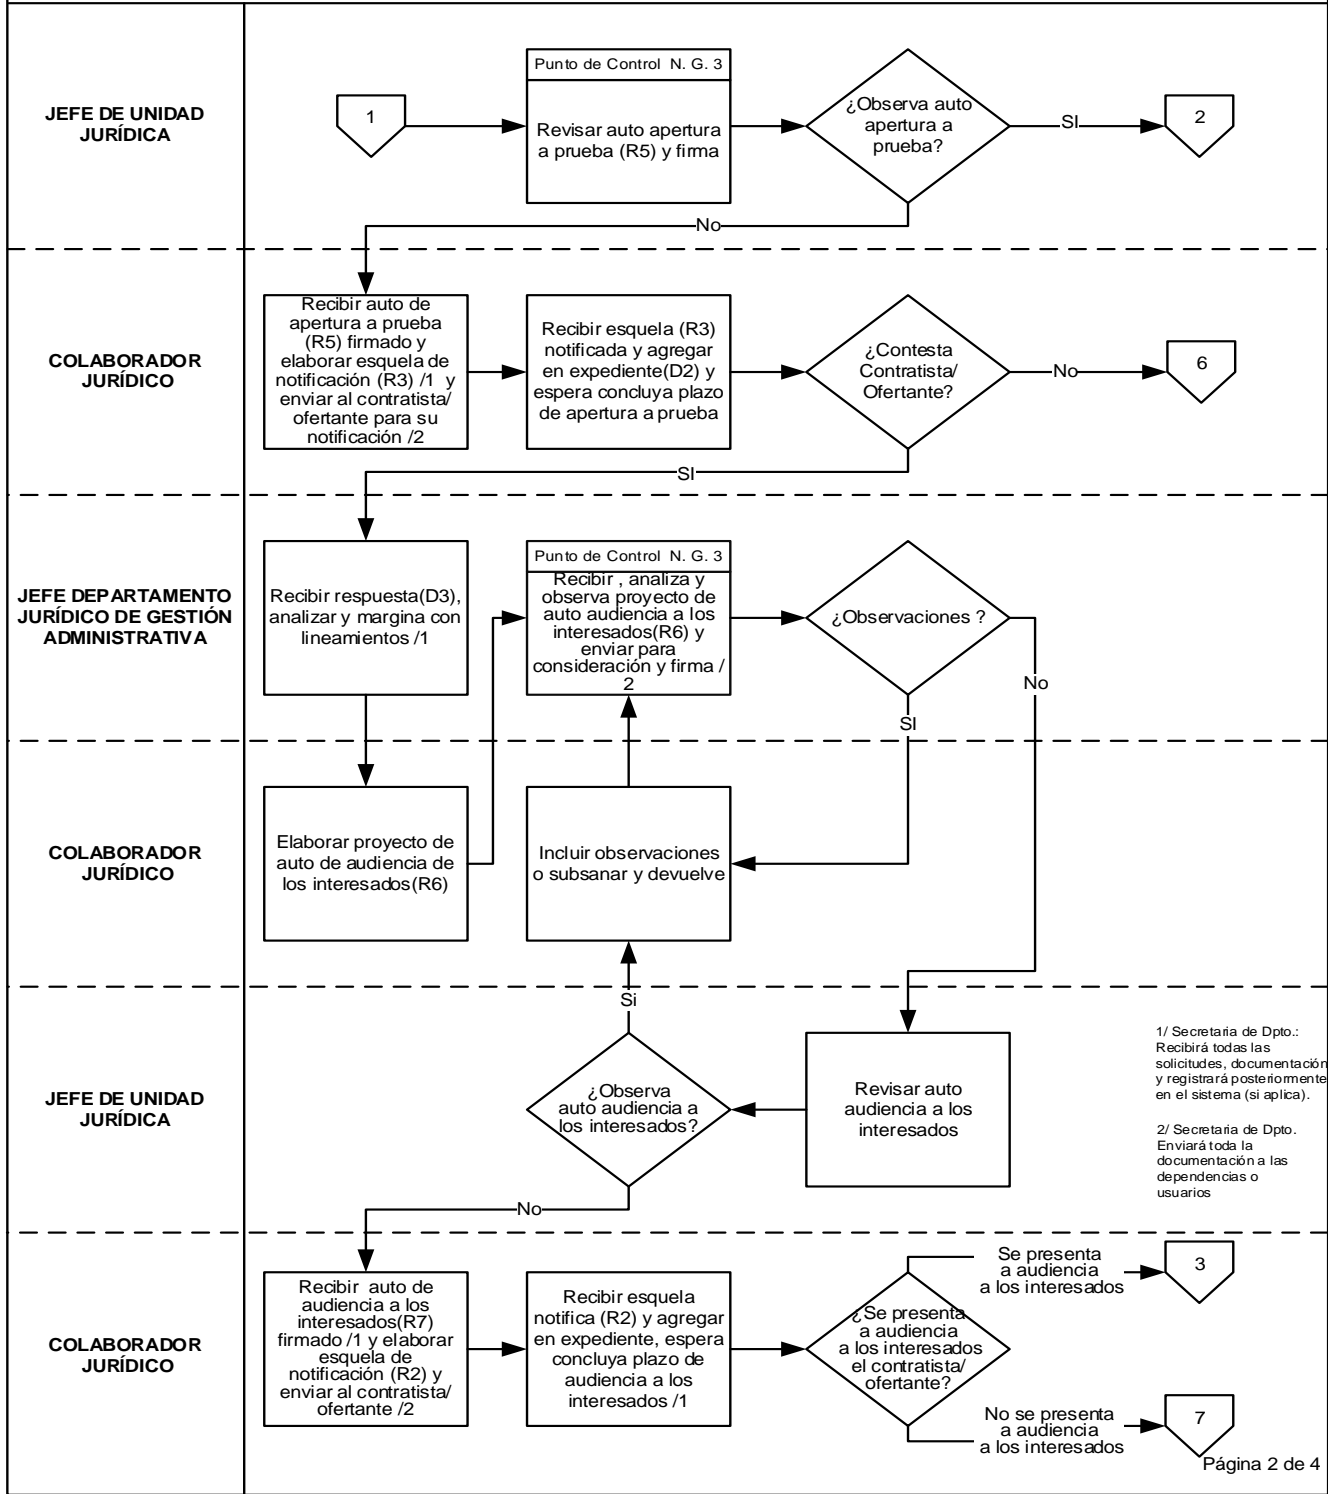 JEFE DE UNIDAD
JURÍDICA
1
Punto de Control N. G. 3
Revisar auto apertura
a prueba (R5) y firma
¿Observa auto
apertura a
prueba?
SI
2
No
COLABORADOR
JURÍDICO
Recibir auto de
apertura a prueba
(R5) firmado y
elaborar esquela de
notificación (R3) /1 y
enviar al contratista/
ofertante para su
notificación /2
Recibir esquela (R3)
notificada y agregar
en expediente(D2) y
espera concluya plazo
de apertura a prueba
¿Contesta
Contratista/
Ofertante?
No
6
SI
JEFE DEPARTAMENTO
JURÍDICO DE GESTIÓN
ADMINISTRATIVA
Recibir respuesta(D3),
analizar y margina con
lineamientos /1
Punto de Control N. G. 3
Recibir , analiza y
observa proyecto de
auto audiencia a los
interesados(R6) y
enviar para
consideración y firma /
2
¿Observaciones ?
No
SI
COLABORADOR
JURÍDICO
Elaborar proyecto de
auto de audiencia de
los interesados(R6)
Incluir observaciones
o subsanar y devuelve
Si
JEFE DE UNIDAD
JURÍDICA
¿Observa
auto audiencia a
los interesados?
Revisar auto
audiencia a los
interesados
1/ Secretaria de Dpto.:
Recibirá todas las
solicitudes, documentación
y registrará posteriormente
en el sistema (si aplica).
2/ Secretaria de Dpto.
Enviará toda la
documentación a las
dependencias o
usuarios
No
COLABORADOR
JURÍDICO
Recibir auto de
audiencia a los
interesados(R7)
firmado /1 y elaborar
esquela de
notificación (R2) y
enviar al contratista/
ofertante /2
Recibir esquela
notifica (R2) y agregar
en expediente, espera
concluya plazo de
audiencia a los
interesados /1
¿Se presenta
a audiencia
a los interesados
el contratista/
ofertante?
Se presenta
a audiencia
a los interesados
3
No se presenta
a audiencia
a los interesados
7
Página 2 de 4